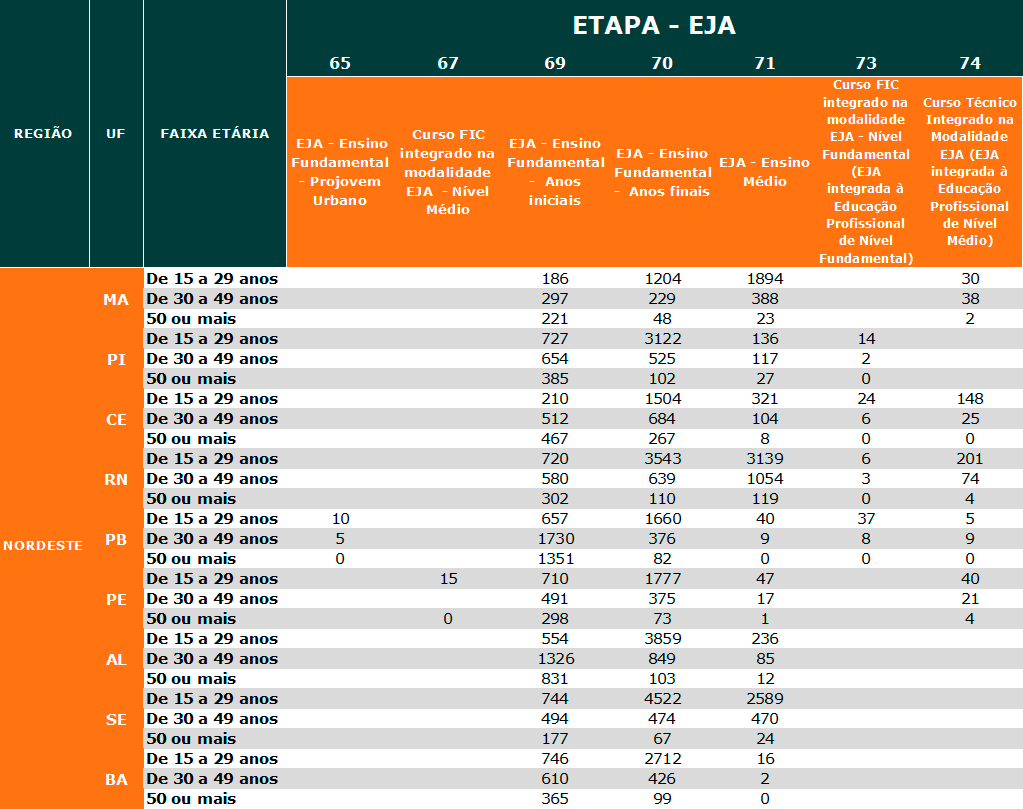 ETAPA – EJA
65 67 69 70 71 73 74
REGIÃO UF FAIXA ETÁRIA
EJA - Ensino
Fundamental
- Projovem
Urbano
Curso FIC
integrado na
modalidade
EJA - Nível
Médio
EJA - Ensino
Fundamental
- Anos
iniciais
EJA - Ensino
Fundamental
- Anos finais
EJA - Ensino
Médio
Curso FIC
integrado na
modalidade
EJA - Nível
Fundamental
(EJA
integrada à
Educação
Profissional
de Nível
Fundamental)
Curso Técnico
Integrado na
Modalidade
EJA (EJA
integrada à
Educação
Profissional
de Nível
Médio)
NORDESTE
MA
De 15 a 29 anos 186 1204 1894 30
De 30 a 49 anos 297 229 388 38
50 ou mais 221 48 23 2
PI
De 15 a 29 anos 727 3122 136 14
De 30 a 49 anos 654 525 117 2
50 ou mais 385 102 27 0
CE
De 15 a 29 anos 210 1504 321 24 148
De 30 a 49 anos 512 684 104 6 25
50 ou mais 467 267 8 0 0
RN
De 15 a 29 anos 720 3543 3139 6 201
De 30 a 49 anos 580 639 1054 3 74
50 ou mais 302 110 119 0 4
PB
De 15 a 29 anos 10 657 1660 40 37 5
De 30 a 49 anos 5 1730 376 9 8 9
50 ou mais 0 1351 82 0 0 0
PE
De 15 a 29 anos 15 710 1777 47 40
De 30 a 49 anos 491 375 17 21
50 ou mais 0 298 73 1 4
AL
De 15 a 29 anos 554 3859 236
De 30 a 49 anos 1326 849 85
50 ou mais 831 103 12
SE
De 15 a 29 anos 744 4522 2589
De 30 a 49 anos 494 474 470
50 ou mais 177 67 24
BA
De 15 a 29 anos 746 2712 16
De 30 a 49 anos 610 426 2
50 ou mais 365 99 0